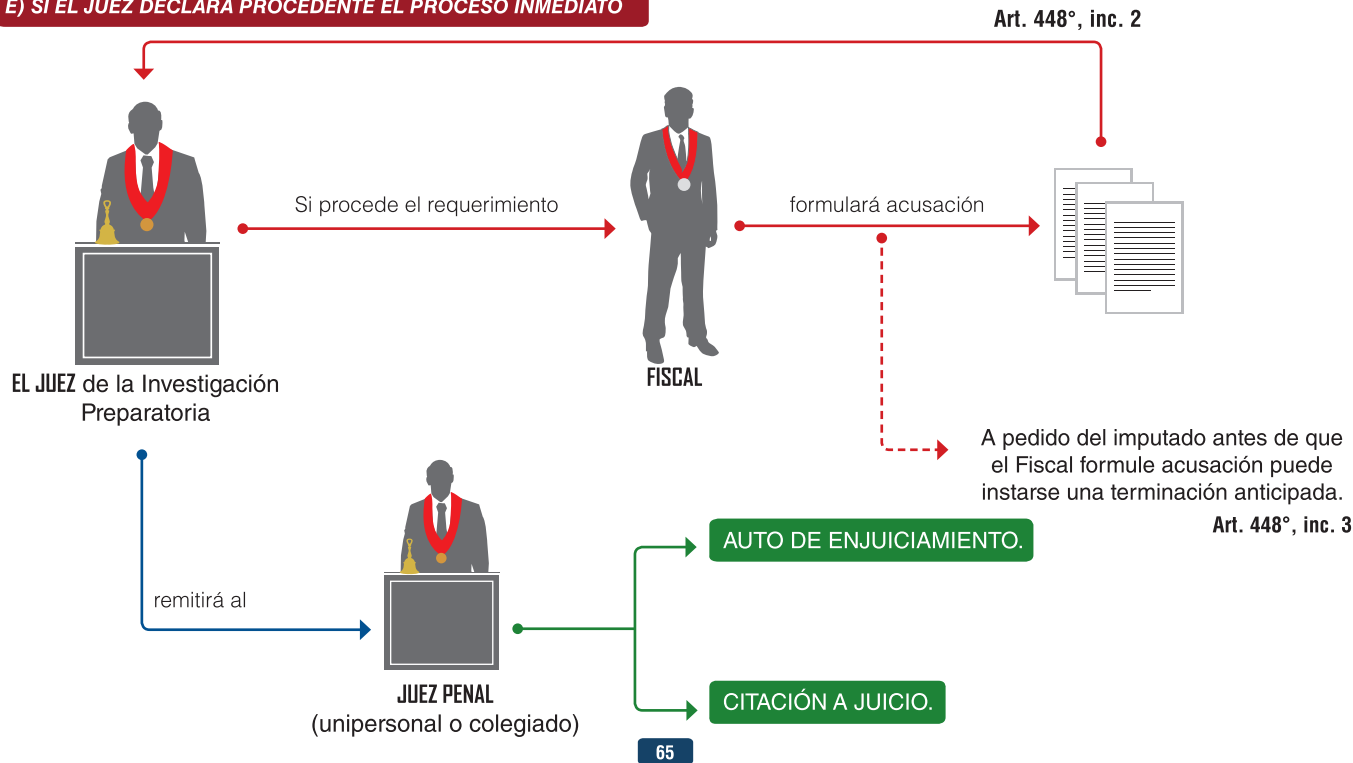 E) SI EL JUEZ DECLARA PROCEDENTE EL PROCESO INMEDIATO
Art. 448°, inc. 2
Si procede el requerimiento
formulará acusación
EL JUEZ de la Investigación
Preparatoria
FISCAL
A pedido del imputado antes de que
el Fiscal formule acusación puede
instarse una terminación anticipada.
Art. 448°, inc. 3
AUTO DE ENJUICIAMIENTO.
remitirá al
JUEZ PENAL
(unipersonal o colegiado)
CITACIÓN A JUICIO.
65